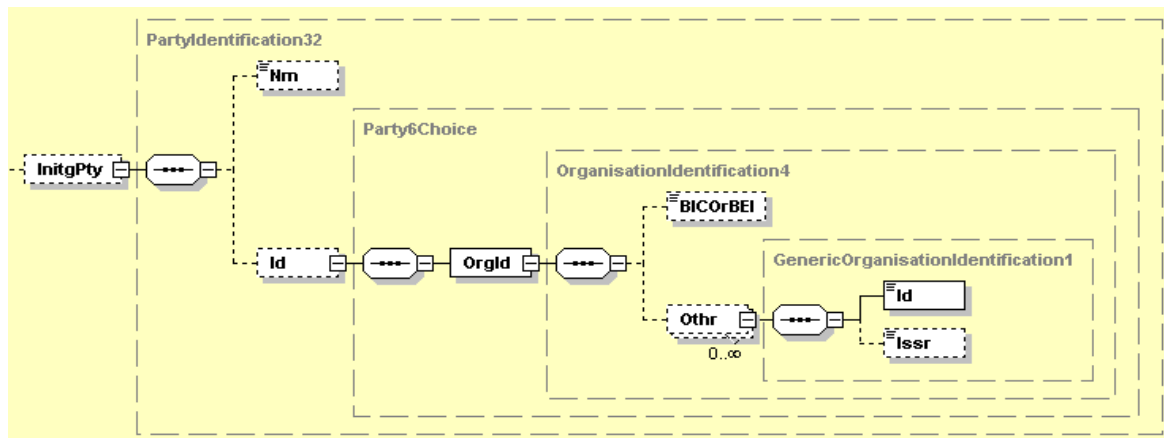 PartyIdentification32
Nm
Party6Choice
InitgPty
OrganisationIdentification4
BICOrBEI
Id
OrgId
GenericOrganisationIdentification1
Id
Othr
Issr
0..∞